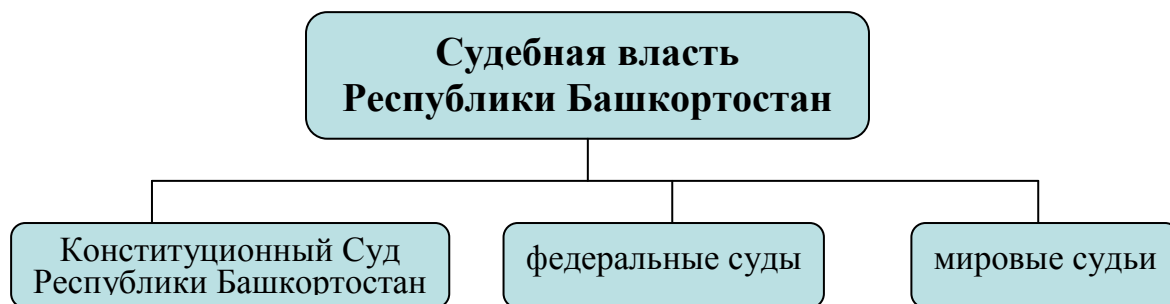 Судебная власть
Республики Башкортостан
Конституционный Суд
Республики Башкортостан
федеральные суды
мировые судьи